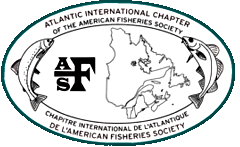 ATLANTIC INTERNATIONAL CHAPTER
OF THE AMERICAN FISHERIES SOCIETY
AFS
CHAPITRE INTERNATIONAL DE L'ATLANTIQUE
DE L'AMERICAN FISHERIES SOCIETY